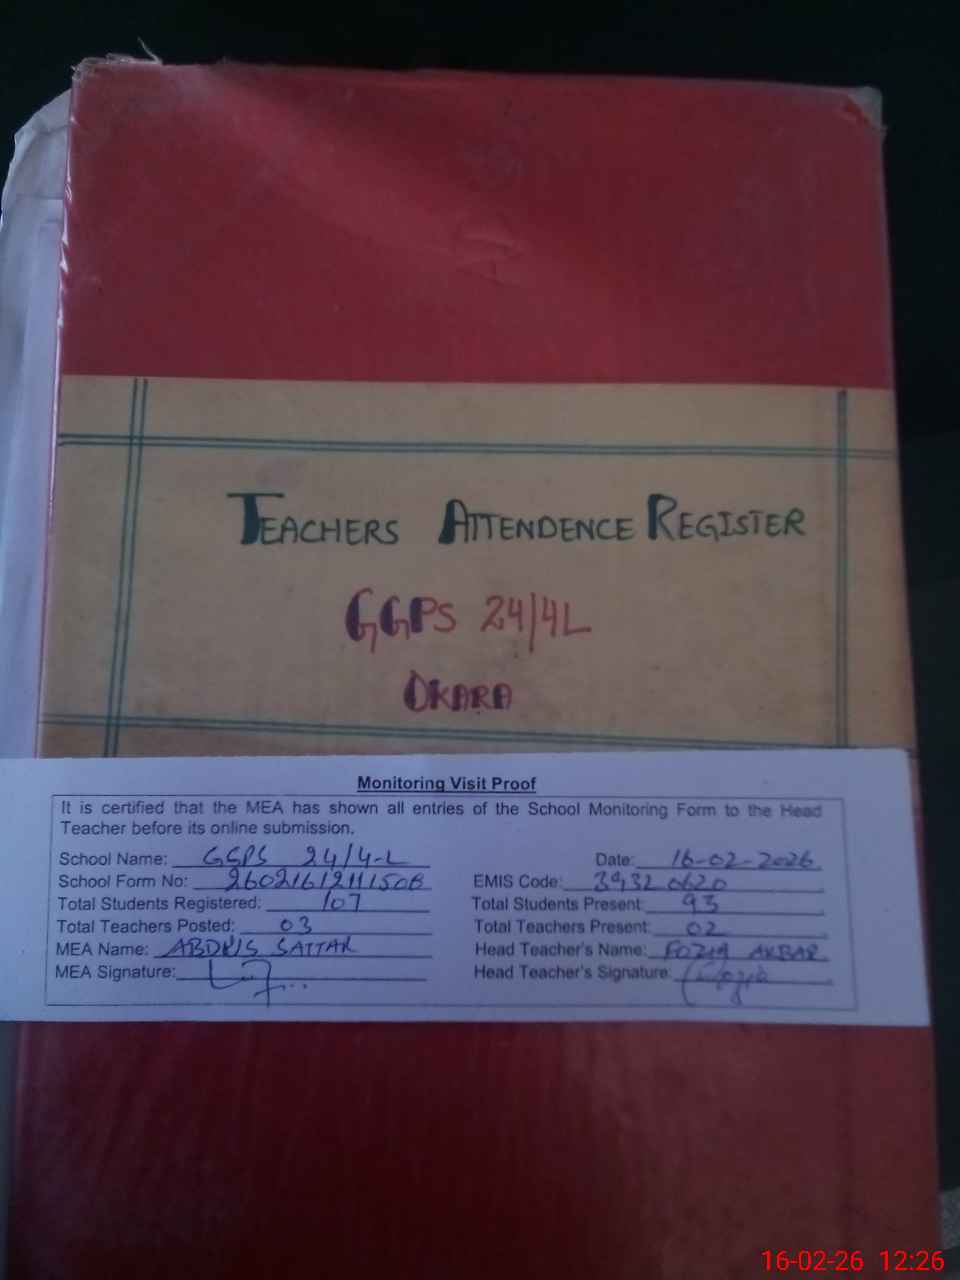 TEACHERS ATTENDENCE REGISTER
GGPS 24/4L
OKARA
Monitoring Visit Proof
It is certified that the MEA has shown all entries of the School Monitoring Form to the Head
Teacher before its online submission.
School Name: GGPS 24/4-L Date: 16-02-2026
School Form No: EMIS Code: 39320620
Total Students Registered: 107 Total Students Present: 93
Total Teachers Posted: 03 Total Teachers Present: 02
MEA Name: SATTAR Head Teacher's Name: FOZIA AKBAR
MEA Signature: Head Teacher's Signature: Fozia
16-02-26 12:26